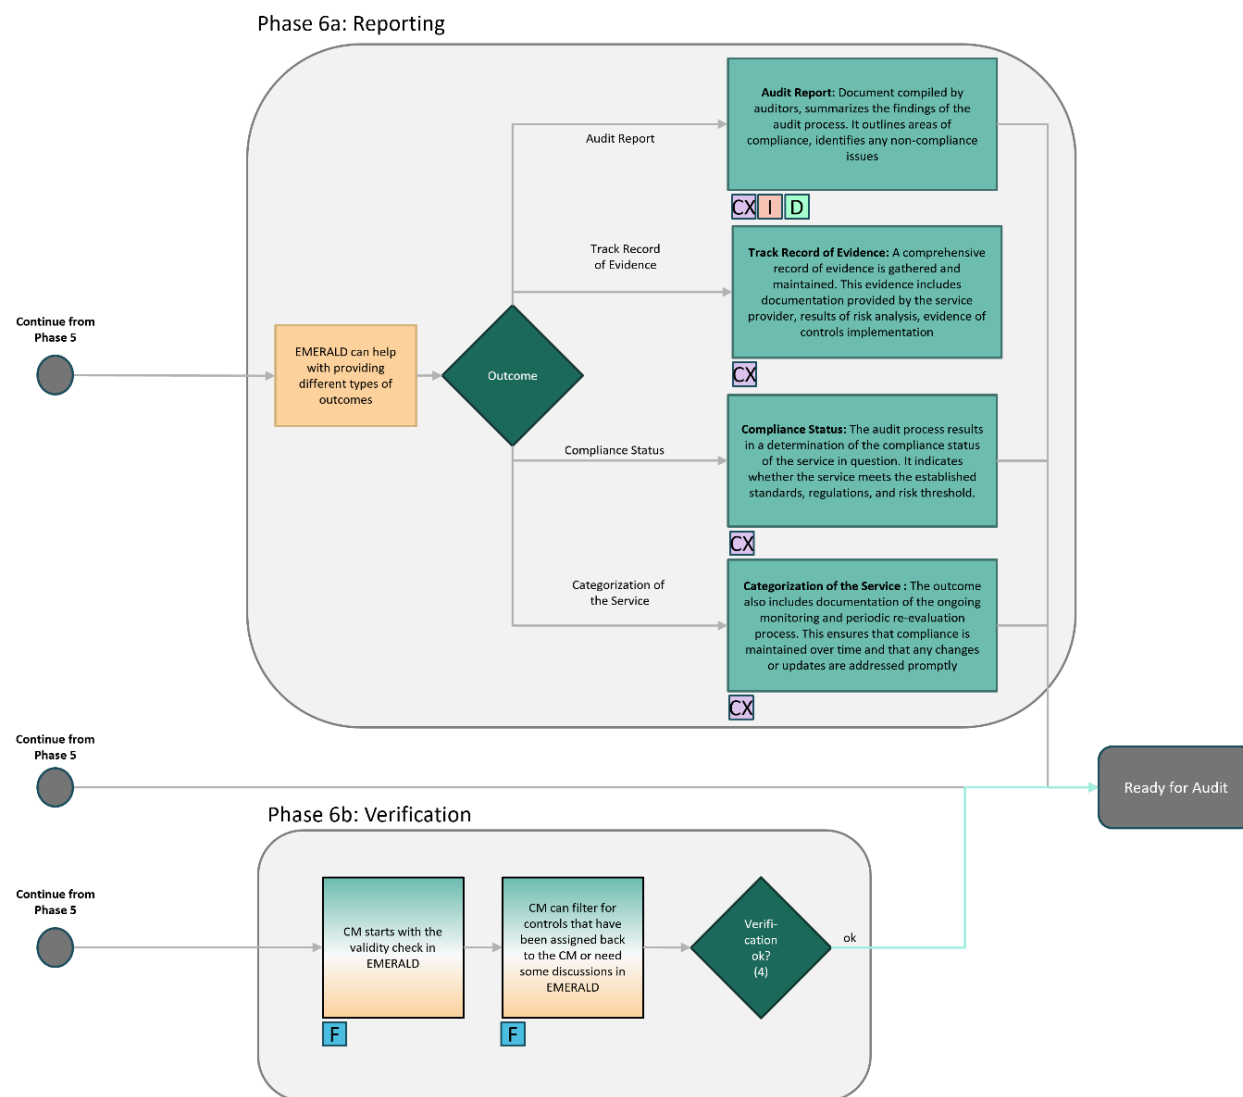 Phase 6a: Reporting
Audit Report: Document compiled by
auditors, summarizes the findings of the
audit process. It outlines areas of
compliance, identifies any non-compliance
issues
Audit Report
CX I D
Track Record
of Evidence
Track Record of Evidence: A comprehensive
record of evidence is gathered and
maintained. This evidence includes
documentation provided by the service
provider, results of risk analysis, evidence of
controls implementation
CX
Continue from
Phase 5
EMERALD can help
with providing
different types of
outcomes
Outcome
Compliance Status
Compliance Status: The audit process results
in a determination of the compliance status
of the service in question. It indicates
whether the service meets the established
standards, regulations, and risk threshold.
CX
Categorization of
the Service
Categorization of the Service : The outcome
also includes documentation of the ongoing
monitoring and periodic re-evaluation
process. This ensures that compliance is
maintained over time and that any changes
or updates are addressed promptly
CX
Continue from
Phase 5
Ready for Audit
Phase 6b: Verification
Continue from
Phase 5
CM starts with the
validity check in
EMERALD
F
CM can filter for
controls that have
been assigned back
to the CM or need
some discussions in
EMERALD
F
Verifi-
cation
ok?
(4)
ok